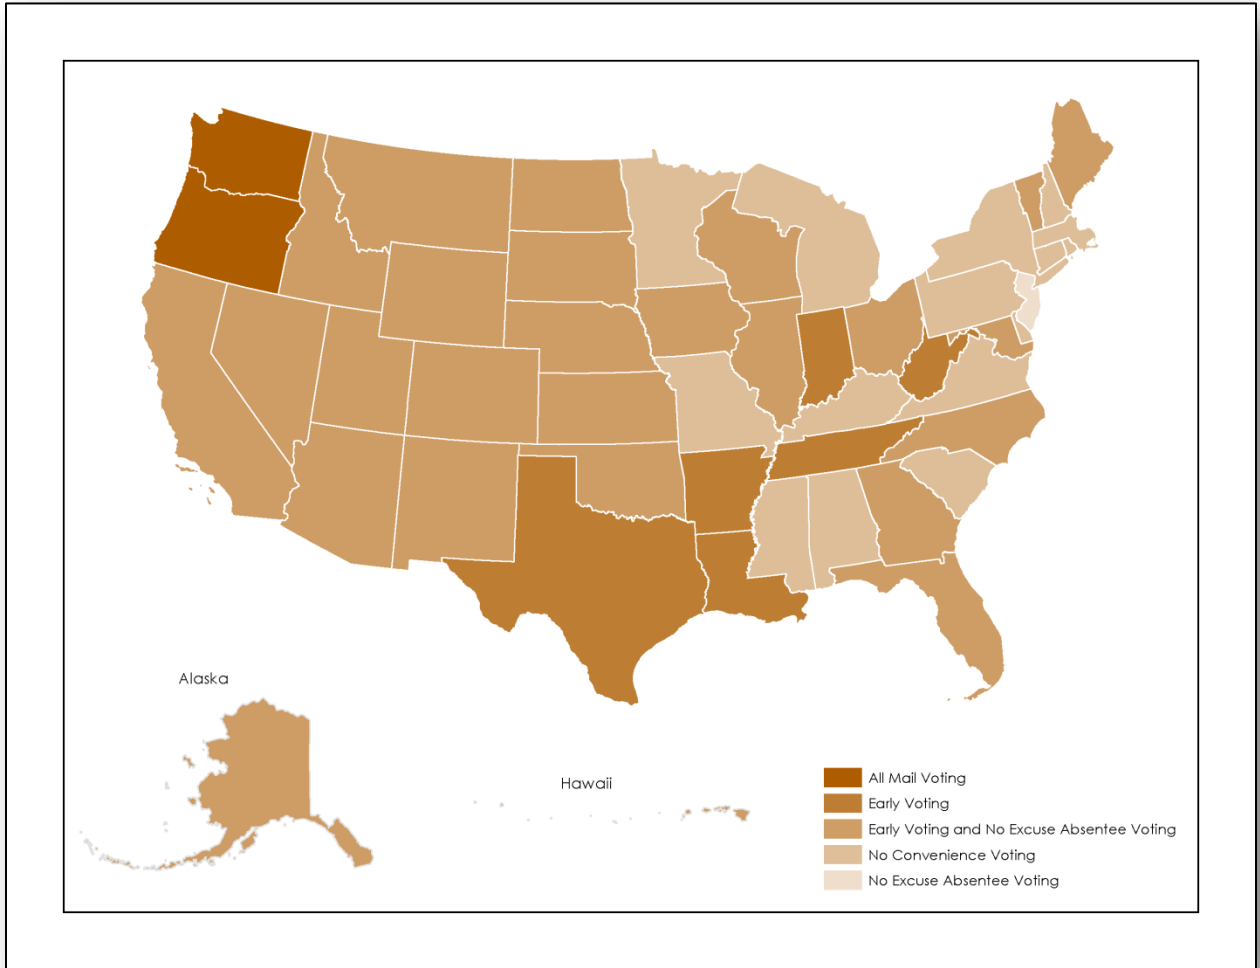 Alaska
Hawaii
All Mail Voting
Early Voting
Early Voting and No Excuse Absentee Voting
No Convenience Voting
No Excuse Absentee Voting